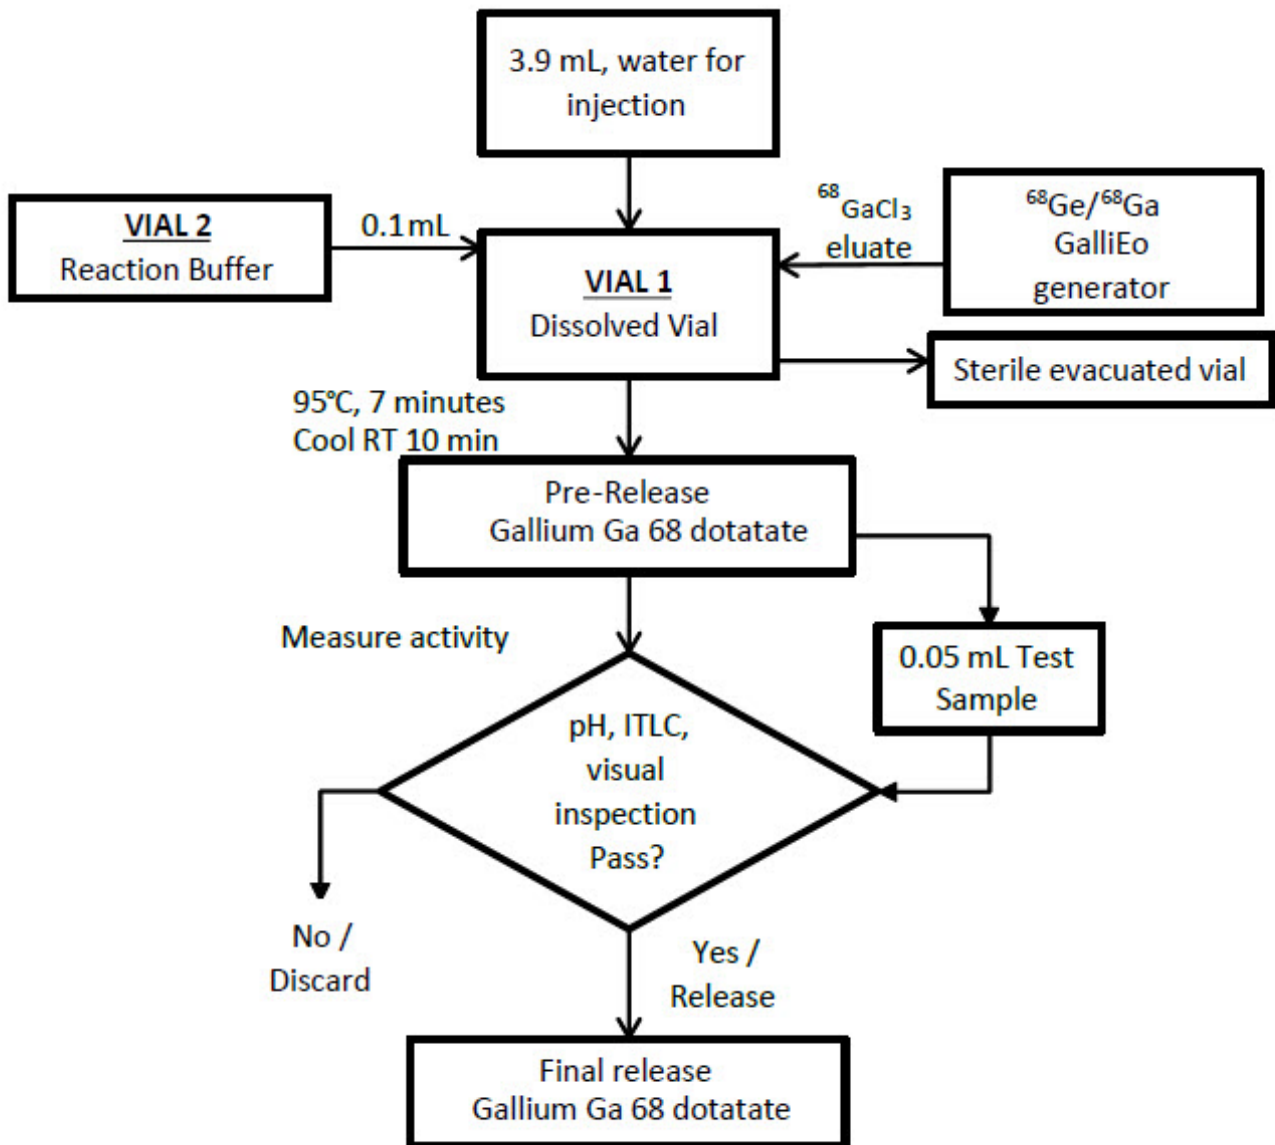 3.9 mL, water for
injection
VIAL 2
Reaction Buffer
0.1mL
⁶⁸GaCl₃
eluate
⁶⁸Ge/⁶⁸Ga
GalliEo
generator
VIAL 1
Dissolved Vial
Sterile evacuated vial
95°C, 7 minutes
Cool RT 10 min
Pre-Release
Gallium Ga 68 dotatate
Measure activity
0.05 mL Test
Sample
pH, ITLC,
visual
inspection
Pass?
No /
Discard
Yes /
Release
Final release
Gallium Ga 68 dotatate